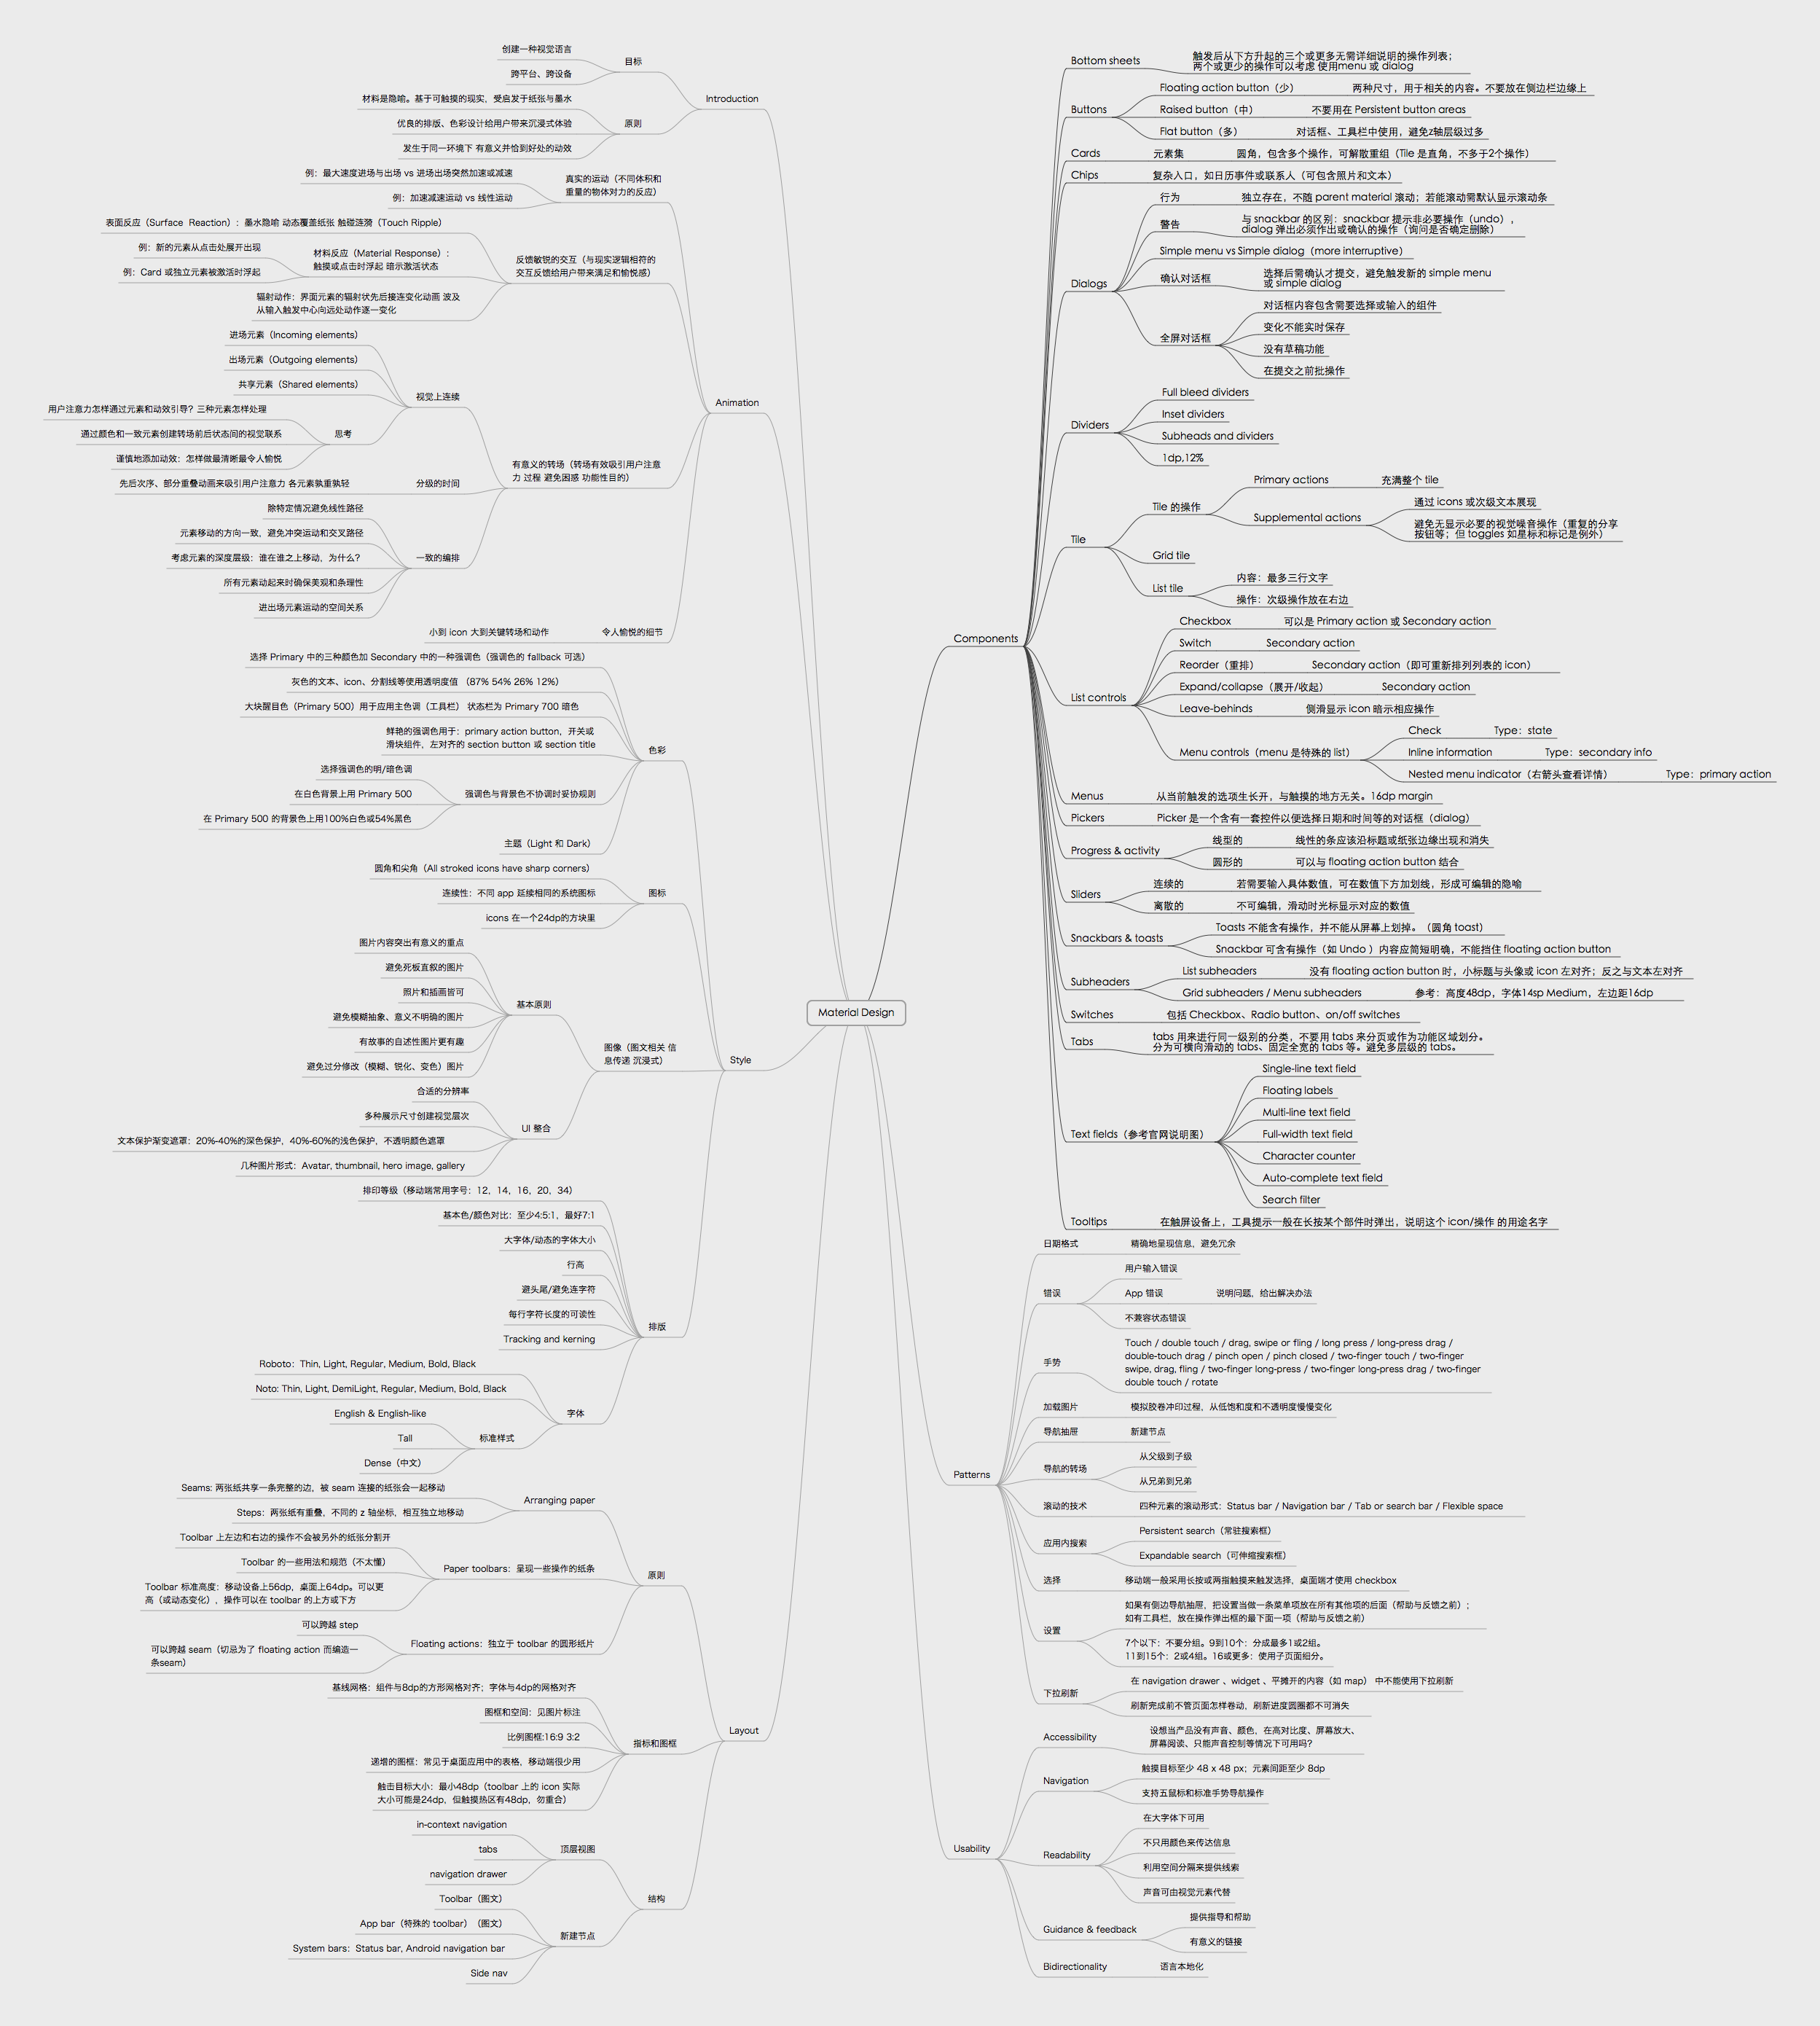 Material Design
Introduction
目标
创建一种视觉语言
跨平台、跨设备
原则
材料是隐喻。基于可触摸的现实，受启发于纸张与墨水
优良的排版、色彩设计给用户带来沉浸式体验
发生于同一环境下 有意义并恰到好处的动效
Animation
真实的运动（不同体积和
重量的物体对力的反应）
例：最大速度进场与出场 vs 进场出场突然加速或减速
例：加速减速运动 vs 线性运动
反馈敏锐的交互（与现实逻辑相符的
交互反馈给用户带来满足和愉悦感）
表面反应（Surface Reaction）：墨水隐喻 动态覆盖纸张 触碰涟漪（Touch Ripple）
材料反应（Material Response）：
触摸或点击时浮起 暗示激活状态
例：新的元素从点击处展开出现
例：Card 或独立元素被激活时浮起
辐射动作：界面元素的辐射状先后接连变化动画 波及
从输入触发中心向远处动作逐一变化
有意义的转场（转场有效吸引用户注意
力 过程 避免困惑 功能性目的）
视觉上连续
进场元素（Incoming elements）
出场元素（Outgoing elements）
共享元素（Shared elements）
思考
用户注意力怎样通过元素和动效引导？三种元素怎样处理
通过颜色和一致元素创建转场前后状态间的视觉联系
谨慎地添加动效：怎样做最清晰最令人愉悦
分级的时间
先后次序、部分重叠动画来吸引用户注意力 各元素孰重孰轻
一致的编排
除特定情况避免线性路径
元素移动的方向一致，避免冲突运动和交叉路径
考虑元素的深度层级：谁在谁之上移动，为什么？
所有元素动起来时确保美观和条理性
进出场元素运动的空间关系
令人愉悦的细节
小到 icon 大到关键转场和动作
Style
色彩
选择 Primary 中的三种颜色加 Secondary 中的一种强调色（强调色的 fallback 可选）
灰色的文本、icon、分割线等使用透明度值 （87% 54% 26% 12%）
大块醒目色（Primary 500）用于应用主色调（工具栏） 状态栏为 Primary 700 暗色
鲜艳的强调色用于：primary action button，开关或
滑块组件，左对齐的 section button 或 section title
强调色与背景色不协调时妥协规则
选择强调色的明/暗色调
在白色背景上用 Primary 500
在 Primary 500 的背景色上用100%白色或54%黑色
主题（Light 和 Dark）
图标
圆角和尖角（All stroked icons have sharp corners）
连续性：不同 app 延续相同的系统图标
icons 在一个24dp的方块里
图像（图文相关 信
息传递 沉浸式）
基本原则
图片内容突出有意义的重点
避免死板直叙的图片
照片和插画皆可
避免模糊抽象、意义不明确的图片
有故事的自述性图片更有趣
避免过分修改（模糊、锐化、变色）图片
UI 整合
合适的分辨率
多种展示尺寸创建视觉层次
文本保护渐变遮罩：20%-40%的深色保护，40%-60%的浅色保护，不透明颜色遮罩
几种图片形式：Avatar, thumbnail, hero image, gallery
排版
排印等级（移动端常用字号：12，14，16，20，34）
基本色/颜色对比：至少4:5:1，最好7:1
大字体/动态的字体大小
行高
避头尾/避免连字符
每行字符长度的可读性
Tracking and kerning
字体
Roboto：Thin, Light, Regular, Medium, Bold, Black
Noto: Thin, Light, DemiLight, Regular, Medium, Bold, Black
标准样式
English & English-like
Tall
Dense（中文）
Layout
原则
Arranging paper
Seams: 两张纸共享一条完整的边，被 seam 连接的纸张会一起移动
Steps：两张纸有重叠，不同的 z 轴坐标，相互独立地移动
Paper toolbars：呈现一些操作的纸条
Toolbar 上左边和右边的操作不会被另外的纸张分割开
Toolbar 的一些用法和规范（不太懂）
Toolbar 标准高度：移动设备上56dp，桌面上64dp。可以更
高（或动态变化），操作可以在 toolbar 的上方或下方
Floating actions：独立于 toolbar 的圆形纸片
可以跨越 step
可以跨越 seam（切忌为了 floating action 而编造一
条seam）
指标和图框
基线网格：组件与8dp的方形网格对齐；字体与4dp的网格对齐
图框和空间：见图片标注
比例图框:16:9 3:2
递增的图框：常见于桌面应用中的表格，移动端很少用
触击目标大小：最小48dp（toolbar 上的 icon 实际
大小可能是24dp，但触摸热区有48dp，勿重合）
结构
顶层视图
in-context navigation
tabs
navigation drawer
新建节点
Toolbar（图文）
App bar（特殊的 toolbar）（图文）
System bars：Status bar, Android navigation bar
Side nav
Components
Bottom sheets
触发后从下方升起的三个或更多无需详细说明的操作列表；
两个或更少的操作可以考虑 使用menu 或 dialog
Buttons
Floating action button（少）
两种尺寸，用于相关的内容。不要放在侧边栏边缘上
Raised button（中）
不要用在 Persistent button areas
Flat button（多）
对话框、工具栏中使用，避免z轴层级过多
Cards
元素集
圆角，包含多个操作，可解散重组（Tile 是直角，不多于2个操作）
Chips
复杂入口，如日历事件或联系人（可包含照片和文本）
Dialogs
行为
独立存在，不随 parent material 滚动；若能滚动需默认显示滚动条
警告
与 snackbar 的区别：snackbar 提示非必要操作（undo），
dialog 弹出必须作出或确认的操作（询问是否确定删除）
Simple menu vs Simple dialog（more interruptive）
确认对话框
选择后需确认才提交，避免触发新的 simple menu
或 simple dialog
全屏对话框
对话框内容包含需要选择或输入的组件
变化不能实时保存
没有草稿功能
在提交之前批操作
Dividers
Full bleed dividers
Inset dividers
Subheads and dividers
1dp,12%
Tile
Tile 的操作
Primary actions
充满整个 tile
Supplemental actions
通过 icons 或次级文本展现
避免无显示必要的视觉噪音操作（重复的分享
按钮等；但 toggles 如星标和标记是例外）
Grid tile
List tile
内容：最多三行文字
操作：次级操作放在右边
List controls
Checkbox
可以是 Primary action 或 Secondary action
Switch
Secondary action
Reorder（重排）
Secondary action（即可重新排列列表的 icon）
Expand/collapse（展开/收起）
Secondary action
Leave-behinds
侧滑显示 icon 暗示相应操作
Menu controls（menu 是特殊的 list）
Check
Type：state
Inline information
Type：secondary info
Nested menu indicator（右箭头查看详情）
Type：primary action
Menus
从当前触发的选项生长开，与触摸的地方无关。16dp margin
Pickers
Picker 是一个含有一套控件以便选择日期和时间等的对话框（dialog）
Progress & activity
线型的
线性的条应该沿标题或纸张边缘出现和消失
圆形的
可以与 floating action button 结合
Sliders
连续的
若需要输入具体数值，可在数值下方加划线，形成可编辑的隐喻
离散的
不可编辑，滑动时光标显示对应的数值
Snackbars & toasts
Toasts 不能含有操作，并不能从屏幕上划掉。（圆角 toast）
Snackbar 可含有操作（如 Undo ）内容应简短明确，不能挡住 floating action button
Subheaders
List subheaders
没有 floating action button 时，小标题与头像或 icon 左对齐；反之与文本左对齐
Grid subheaders / Menu subheaders
参考：高度48dp，字体14sp Medium，左边距16dp
Switches
包括 Checkbox、Radio button、on/off switches
Tabs
tabs 用来进行同一级别的分类，不要用 tabs 来分页或作为功能区域划分。
分为可横向滑动的 tabs、固定全宽的 tabs 等。避免多层级的 tabs。
Text fields（参考官网说明图）
Single-line text field
Floating labels
Multi-line text field
Full-width text field
Character counter
Auto-complete text field
Search filter
Tooltips
在触屏设备上，工具提示一般在长按某个部件时弹出，说明这个 icon/操作 的用途名字
Patterns
日期格式
精确地呈现信息，避免冗余
错误
用户输入错误
App 错误
说明问题，给出解决办法
不兼容状态错误
手势
Touch / double touch / drag, swipe or fling / long press / long-press drag /
double-touch drag / pinch open / pinch closed / two-finger touch / two-finger
swipe, drag, fling / two-finger long-press / two-finger long-press drag / two-finger
double touch / rotate
加载图片
模拟胶卷冲印过程，从低饱和度和不透明度慢慢变化
导航抽屉
新建节点
导航的转场
从父级到子级
从兄弟到兄弟
滚动的技术
四种元素的滚动形式：Status bar / Navigation bar / Tab or search bar / Flexible space
应用内搜索
Persistent search（常驻搜索框）
Expandable search（可伸缩搜索框）
选择
移动端一般采用长按或两指触摸来触发选择，桌面端才使用 checkbox
设置
如果有侧边导航抽屉，把设置当做一条菜单项放在所有其他项的后面（帮助与反馈之前）；
如有工具栏，放在操作弹出框的最下面一项（帮助与反馈之前）
7个以下：不要分组。9到10个：分成最多1或2组。
11到15个：2或4组。16或更多：使用子页面组分。
下拉刷新
在 navigation drawer 、widget 、平摊开的内容（如 map） 中不能使用下拉刷新
刷新完成前不管页面怎样卷动，刷新进度圆圈都不可消失
Usability
Accessibility
设想当产品没有声音、颜色，在高对比度、屏幕放大、
屏幕阅读、只能声音控制等情况下可用吗？
Navigation
触摸目标至少 48 x 48 px；元素间距至少 8dp
支持五鼠标和标准手势导航操作
Readability
在大字体下可用
不只用颜色来传达信息
利用空间分隔来提供线索
声音可由视觉元素代替
Guidance & feedback
提供指导和帮助
有意义的链接
Bidirectionality
语言本地化